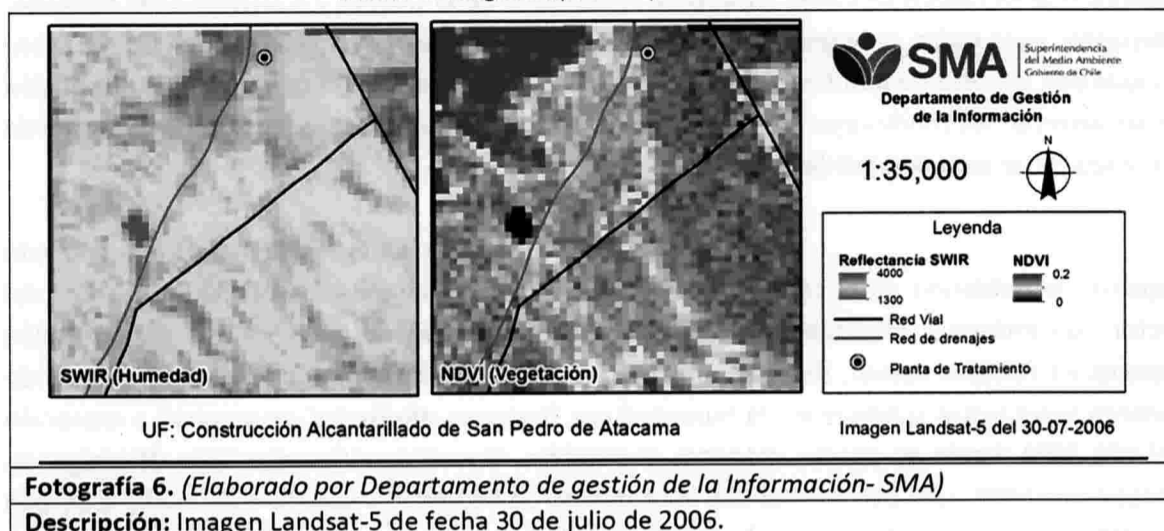 SWIR (Humedad)
NDVI (Vegetación)
SMA
Superintendencia
del Medio Ambiente
Gobierno de Chile
Departamento de Gestión
de la Información
1:35,000
N
Leyenda
Reflectancia SWIR
4000
1300
NDVI
0.2
0
Red Vial
Red de drenajes
Planta de Tratamiento
UF: Construcción Alcantarillado de San Pedro de Atacama
Imagen Landsat-5 del 30-07-2006
Fotografía 6. (Elaborado por Departamento de gestión de la Información- SMA)
Descripción: Imagen Landsat-5 de fecha 30 de julio de 2006.